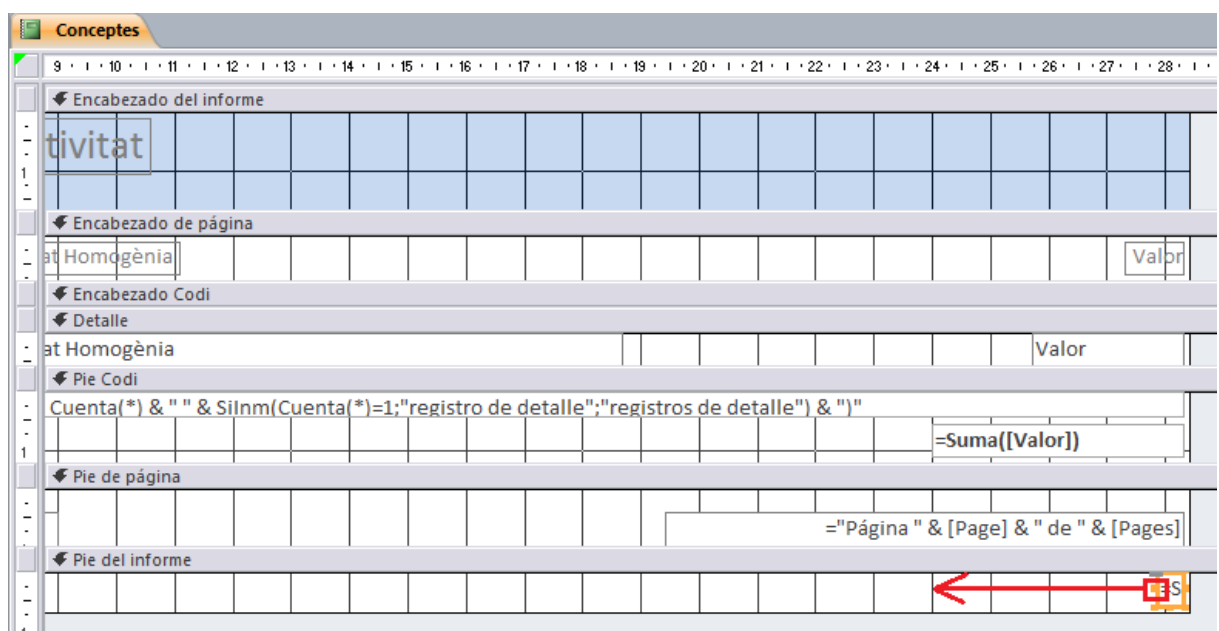 Conceptes
9 10 11 12 13 14 15 16 17 18 19 20 21 22 23 24 25 26 27 28
Encabezado del informe
tivitat
1
Encabezado de página
at Homogènia Valor
Encabezado Codi
Detalle
at Homogènia Valor
Pie Codi
Cuenta(*) & " " & SiInm(Cuenta(*)=1;"registro de detalle";"registros de detalle") & ")"
=Suma([Valor])
1
Pie de página
="Página " & [Page] & " de " & [Pages]
Pie del informe
=S